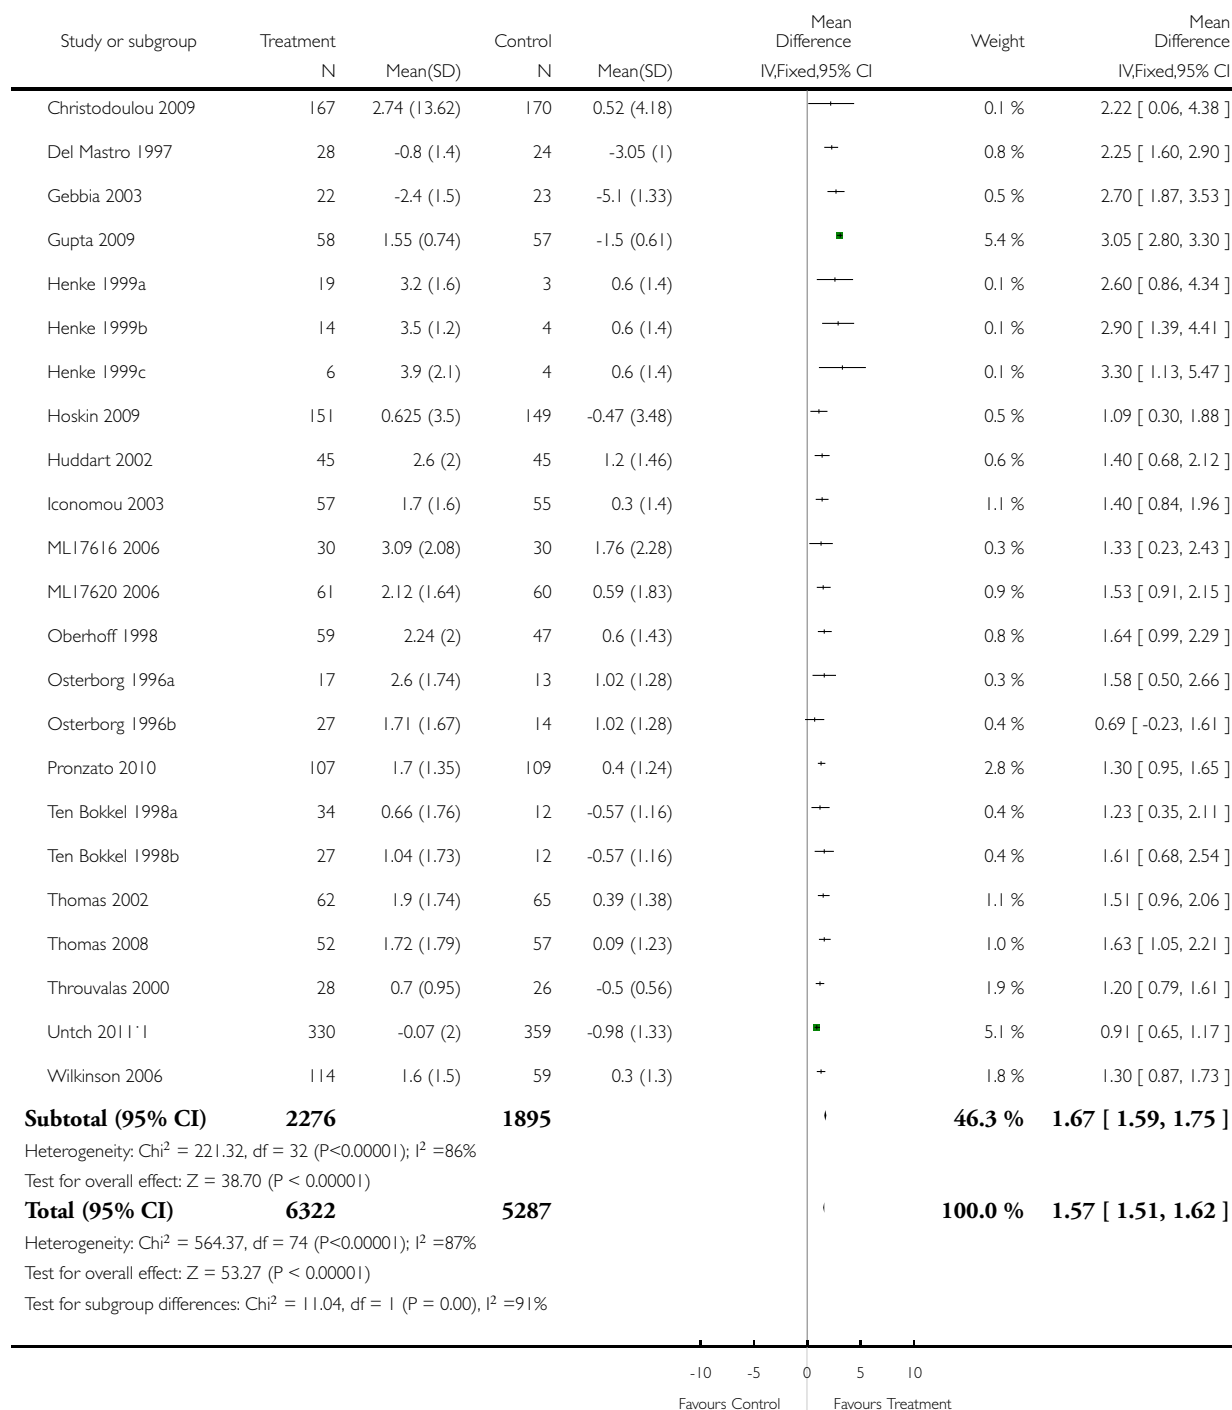 Study or subgroup Treatment Control Mean Difference Weight Mean Difference
N Mean(SD) N Mean(SD) IV,Fixed,95% CI IV,Fixed,95% CI
Christodoulou 2009 167 2.74 (13.62) 170 0.52 (4.18) 0.1 % 2.22 [ 0.06, 4.38 ]
Del Mastro 1997 28 -0.8 (1.4) 24 -3.05 (1) 0.8 % 2.25 [ 1.60, 2.90 ]
Gebbia 2003 22 -2.4 (1.5) 23 -5.1 (1.33) 0.5 % 2.70 [ 1.87, 3.53 ]
Gupta 2009 58 1.55 (0.74) 57 -1.5 (0.61) 5.4 % 3.05 [ 2.80, 3.30 ]
Henke 1999a 19 3.2 (1.6) 3 0.6 (1.4) 0.1 % 2.60 [ 0.86, 4.34 ]
Henke 1999b 14 3.5 (1.2) 4 0.6 (1.4) 0.1 % 2.90 [ 1.39, 4.41 ]
Henke 1999c 6 3.9 (2.1) 4 0.6 (1.4) 0.1 % 3.30 [ 1.13, 5.47 ]
Hoskin 2009 151 0.625 (3.5) 149 -0.47 (3.48) 0.5 % 1.09 [ 0.30, 1.88 ]
Huddart 2002 45 2.6 (2) 45 1.2 (1.46) 0.6 % 1.40 [ 0.68, 2.12 ]
Iconomou 2003 57 1.7 (1.6) 55 0.3 (1.4) 1.1 % 1.40 [ 0.84, 1.96 ]
ML17616 2006 30 3.09 (2.08) 30 1.76 (2.28) 0.3 % 1.33 [ 0.23, 2.43 ]
ML17620 2006 61 2.12 (1.64) 60 0.59 (1.83) 0.9 % 1.53 [ 0.91, 2.15 ]
Oberhoff 1998 59 2.24 (2) 47 0.6 (1.43) 0.8 % 1.64 [ 0.99, 2.29 ]
Osterborg 1996a 17 2.6 (1.74) 13 1.02 (1.28) 0.3 % 1.58 [ 0.50, 2.66 ]
Osterborg 1996b 27 1.71 (1.67) 14 1.02 (1.28) 0.4 % 0.69 [ -0.23, 1.61 ]
Pronzato 2010 107 1.7 (1.35) 109 0.4 (1.24) 2.8 % 1.30 [ 0.95, 1.65 ]
Ten Bokkel 1998a 34 0.66 (1.76) 12 -0.57 (1.16) 0.4 % 1.23 [ 0.35, 2.11 ]
Ten Bokkel 1998b 27 1.04 (1.73) 12 -0.57 (1.16) 0.4 % 1.61 [ 0.68, 2.54 ]
Thomas 2002 62 1.9 (1.74) 65 0.39 (1.38) 1.1 % 1.51 [ 0.96, 2.06 ]
Thomas 2008 52 1.72 (1.79) 57 0.09 (1.23) 1.0 % 1.63 [ 1.05, 2.21 ]
Throuvalas 2000 28 0.7 (0.95) 26 -0.5 (0.56) 1.9 % 1.20 [ 0.79, 1.61 ]
Untch 2011˙1 330 -0.07 (2) 359 -0.98 (1.33) 5.1 % 0.91 [ 0.65, 1.17 ]
Wilkinson 2006 114 1.6 (1.5) 59 0.3 (1.3) 1.8 % 1.30 [ 0.87, 1.73 ]
Subtotal (95% CI) 2276 1895 46.3 % 1.67 [ 1.59, 1.75 ]
Heterogeneity: Chi² = 221.32, df = 32 (P<0.00001); I² =86%
Test for overall effect: Z = 38.70 (P < 0.00001)
Total (95% CI) 6322 5287 100.0 % 1.57 [ 1.51, 1.62 ]
Heterogeneity: Chi² = 564.37, df = 74 (P<0.00001); I² =87%
Test for overall effect: Z = 53.27 (P < 0.00001)
Test for subgroup differences: Chi² = 11.04, df = 1 (P = 0.00), I² =91%
-10 -5 0 5 10
Favours Control Favours Treatment